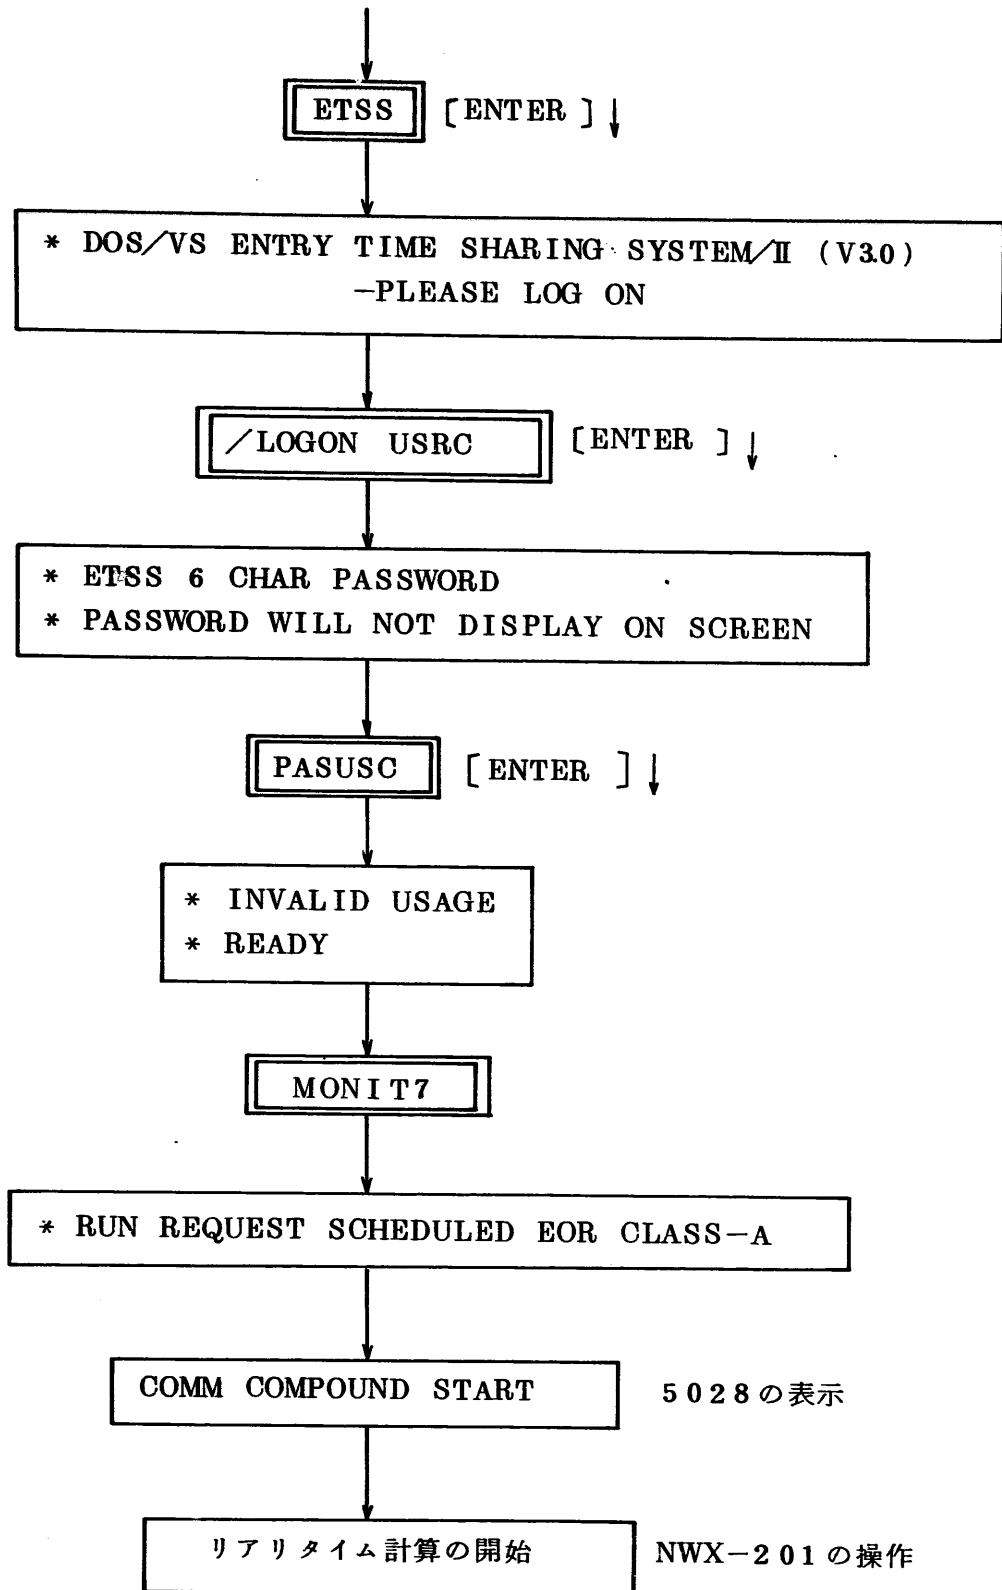 ETSS [ENTER]↓
* DOS/VS ENTRY TIME SHARING SYSTEM/Ⅱ (V3.0)
-PLEASE LOG ON
/LOGON USRC [ENTER]↓
* ETSS 6 CHAR PASSWORD
* PASSWORD WILL NOT DISPLAY ON SCREEN
PASUSC [ENTER]↓
* INVALID USAGE
* READY
MONIT7
* RUN REQUEST SCHEDULED EOR CLASS-A
COMM COMPOUND START 5028の表示
リアリタイム計算の開始 NWX-201の操作